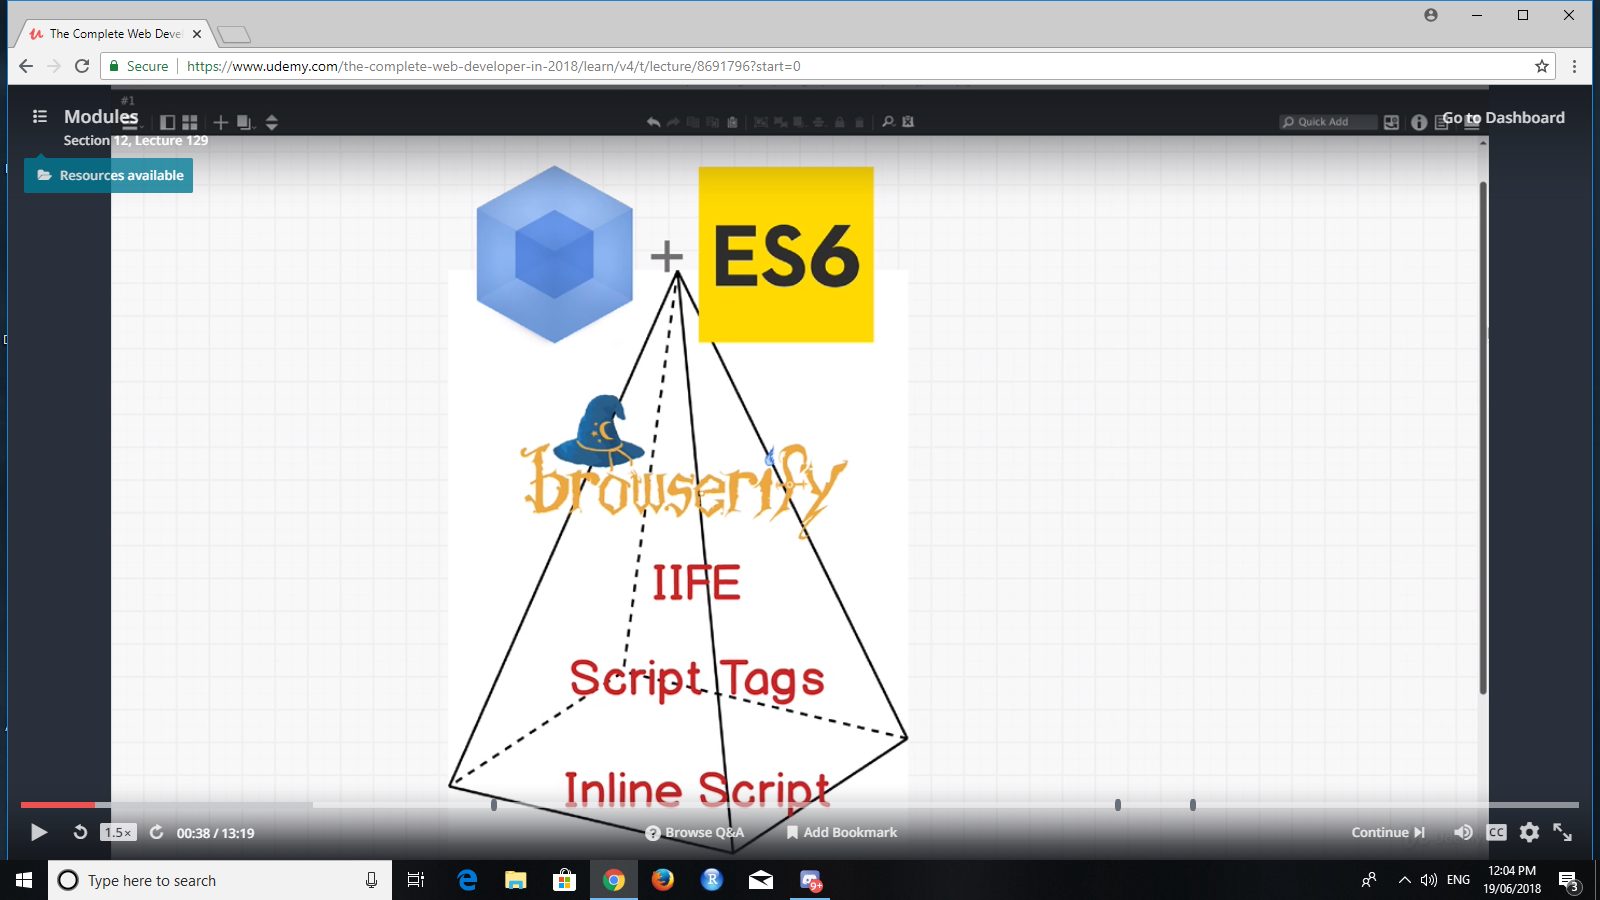 The Complete Web Deve
Secure
https://www.udemy.com/the-complete-web-developer-in-2018/learn/v4/t/lecture/8691796?start=0
#1
Modules
Section 12, Lecture 129
Quick Add
Go to Dashboard
Resources available
ES6
browserify
IIFE
Script Tags
Inline Script
1.5×
00:38 / 13:19
? Browse Q&A
Add Bookmark
Continue
CC
Type here to search
ENG
12:04 PM
19/06/2018
9+
3